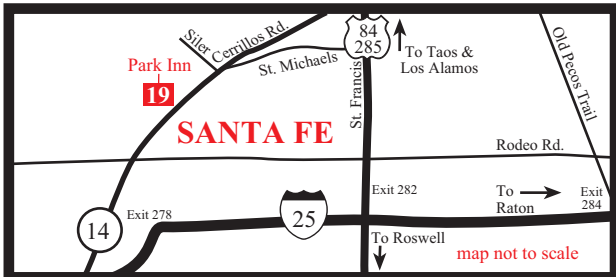 Siler
Cerrillos Rd.
84
285
To Taos &
Los Alamos
Old Pecos Trail
Park Inn
19
St. Michaels
St. Francis
SANTA FE
Rodeo Rd.
Exit 282
To
Raton
Exit
284
Exit 278
14
25
To Roswell
map not to scale